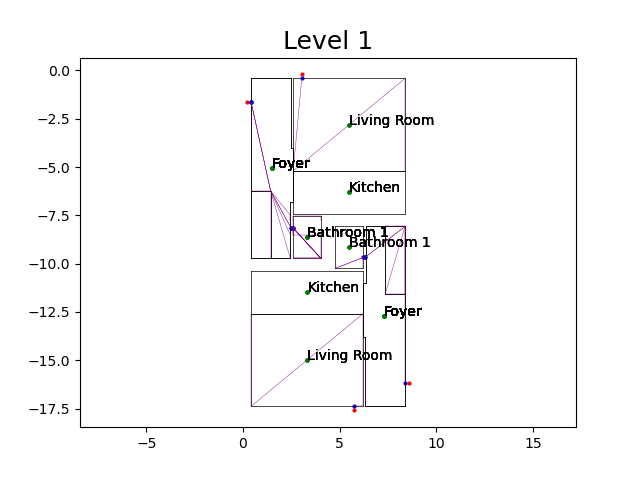 Level 1
0.0
Living Room
−2.5
Foyer
−5.0
Kitchen
−7.5
Bathroom 1
Bathroom 1
−10.0
Kitchen
Foyer
−12.5
Living Room
−15.0
−17.5
−5 0 5 10 15